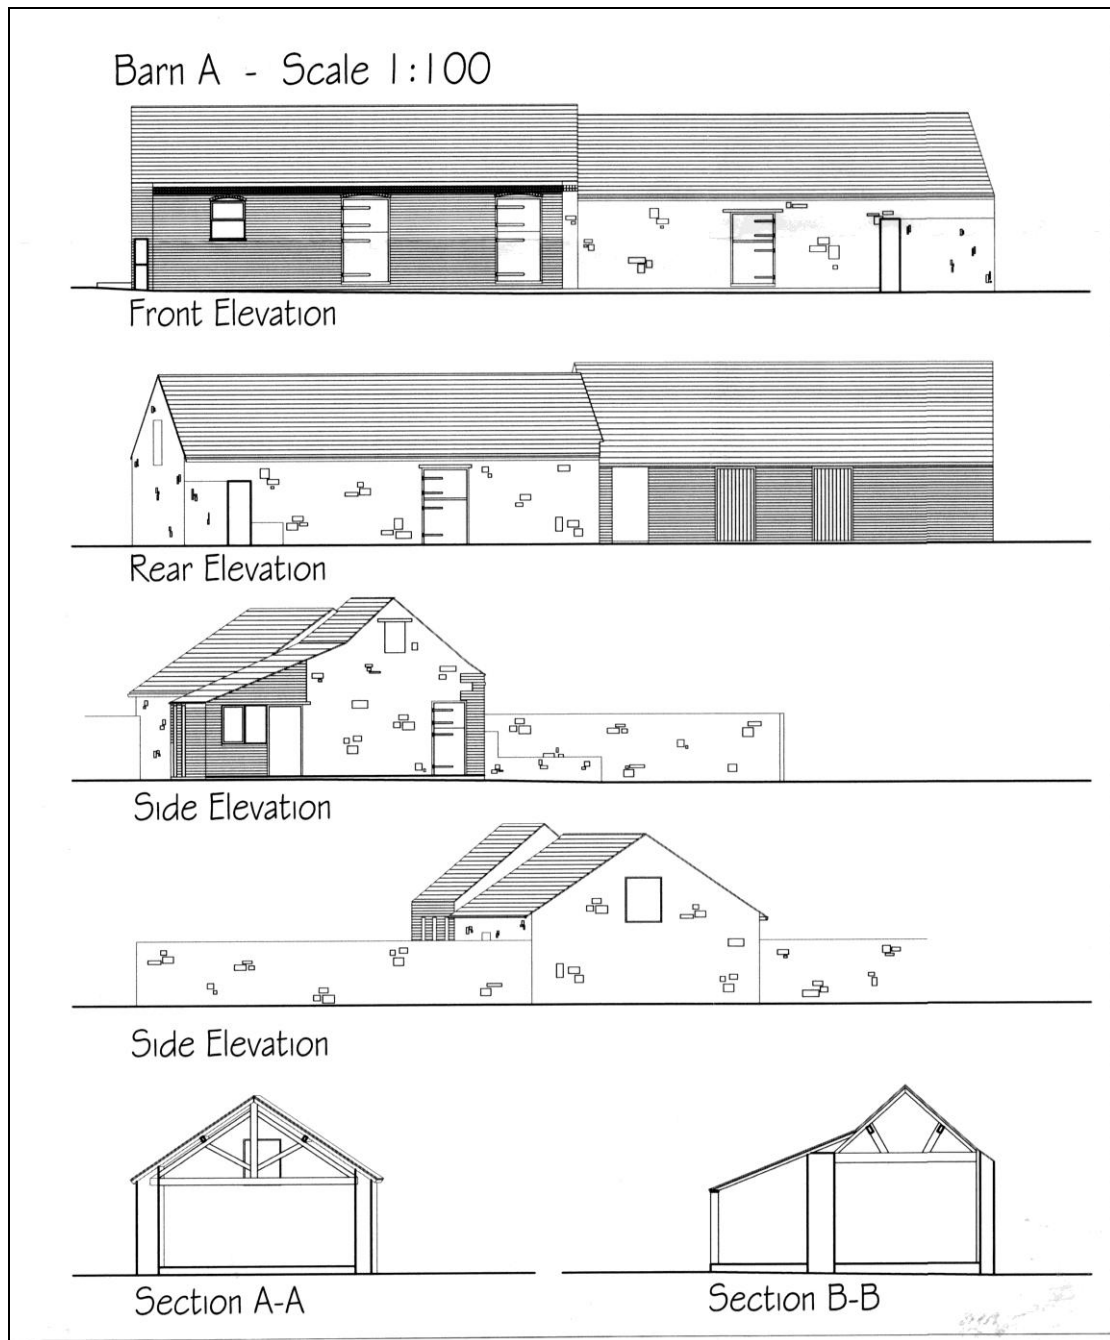 Barn A - Scale 1:100
Front Elevation
Rear Elevation
Side Elevation
Side Elevation
Section A-A
Section B-B